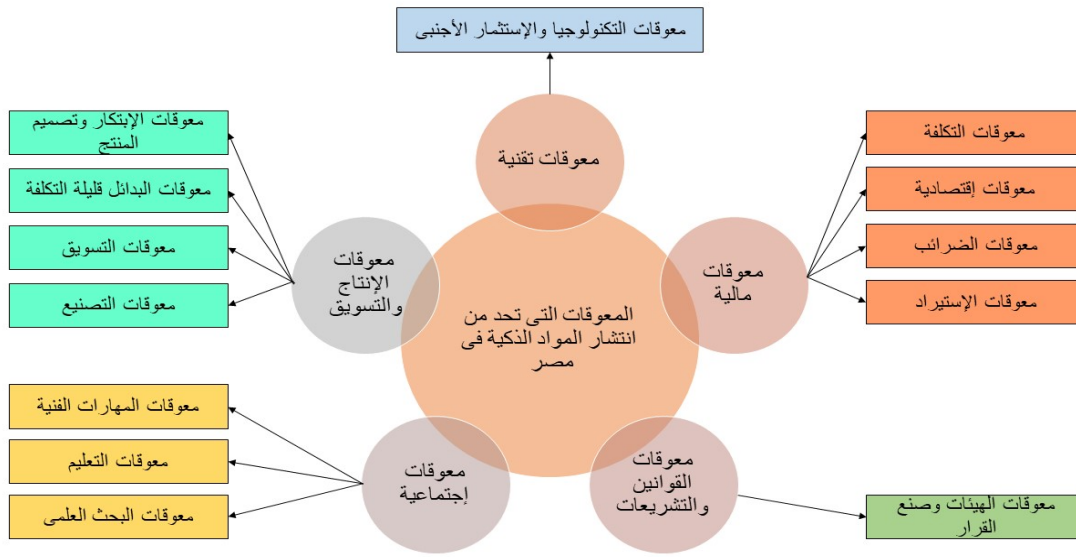 معوقات التكنولوجيا والإستثمار الأجنبى
معوقات تقنية
معوقات التكلفة
معوقات إقتصادية
معوقات الضرائب
معوقات الإستيراد
معوقات
مالية
معوقات الإبتكار وتصميم
المنتج
معوقات البدائل قليلة التكلفة
معوقات التسويق
معوقات التصنيع
معوقات
الإنتاج
والتسويق
المعوقات التى تحد من
انتشار المواد الذكية فى
مصر
معوقات
القوانين
والتشريعات
معوقات الهيئات وصنع
القرار
معوقات
إجتماعية
معوقات المهارات الفنية
معوقات التعليم
معوقات البحث العلمى